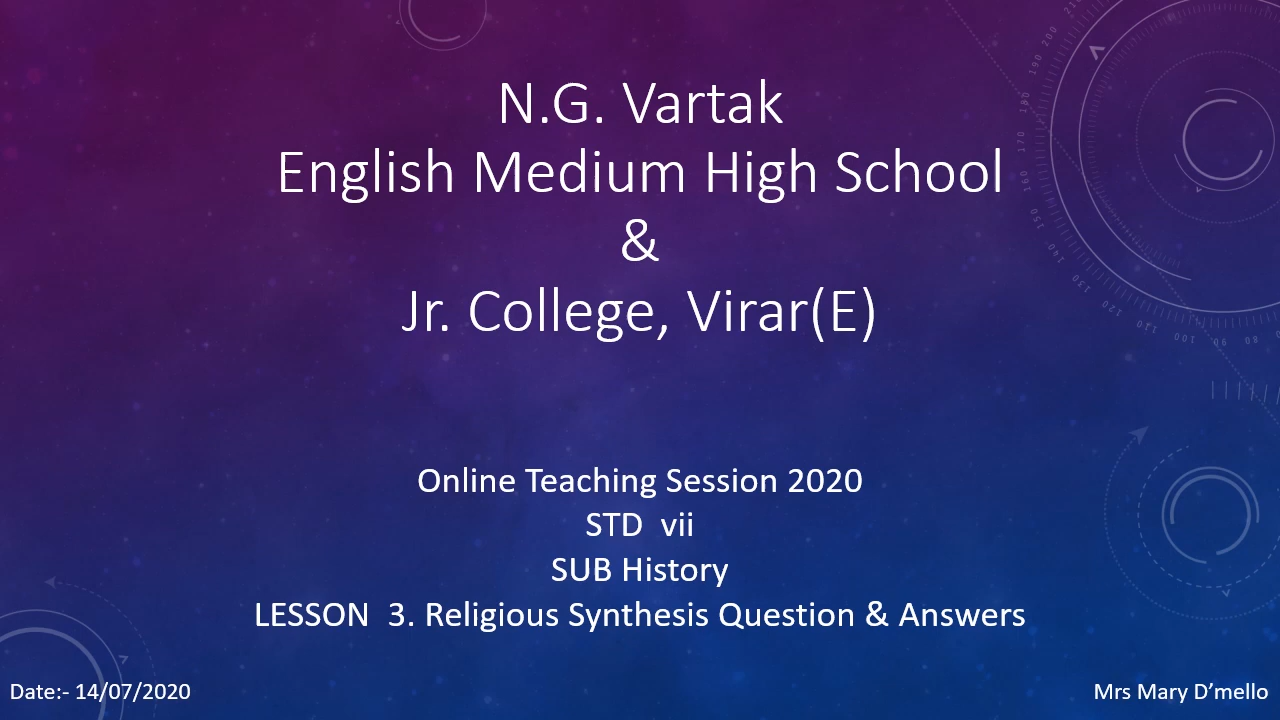 N.G. Vartak
English Medium High School
&
Jr. College, Virar(E)
Online Teaching Session 2020
STD  vii
SUB History
LESSON  3. Religious Synthesis Question & Answers
Date:- 14/07/2020
Mrs Mary D’mello